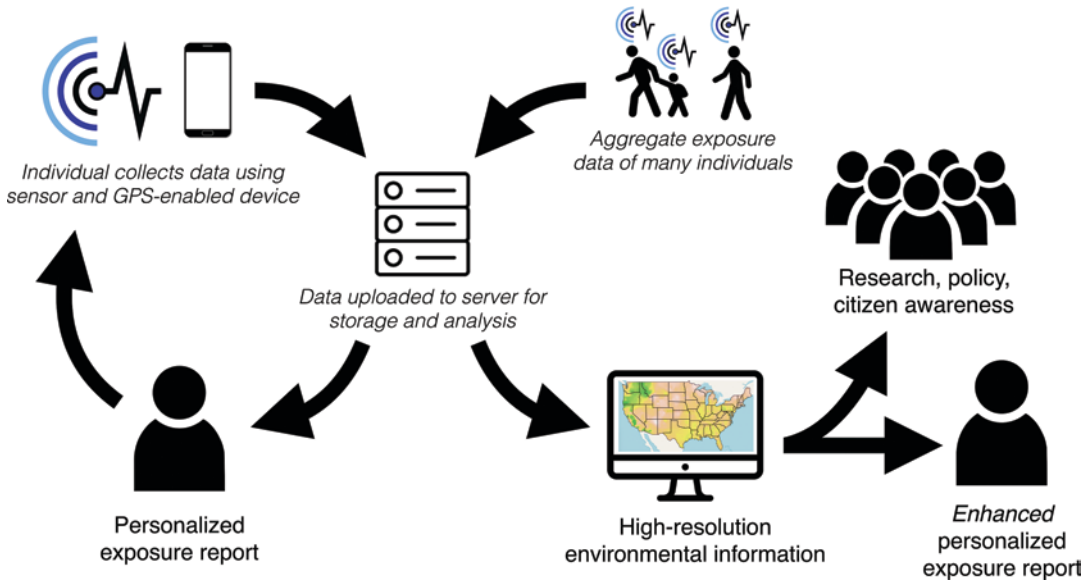 Individual collects data using
sensor and GPS-enabled device
Aggregate exposure
data of many individuals
Data uploaded to server for
storage and analysis
Research, policy,
citizen awareness
Personalized
exposure report
High-resolution
environmental information
Enhanced
personalized
exposure report